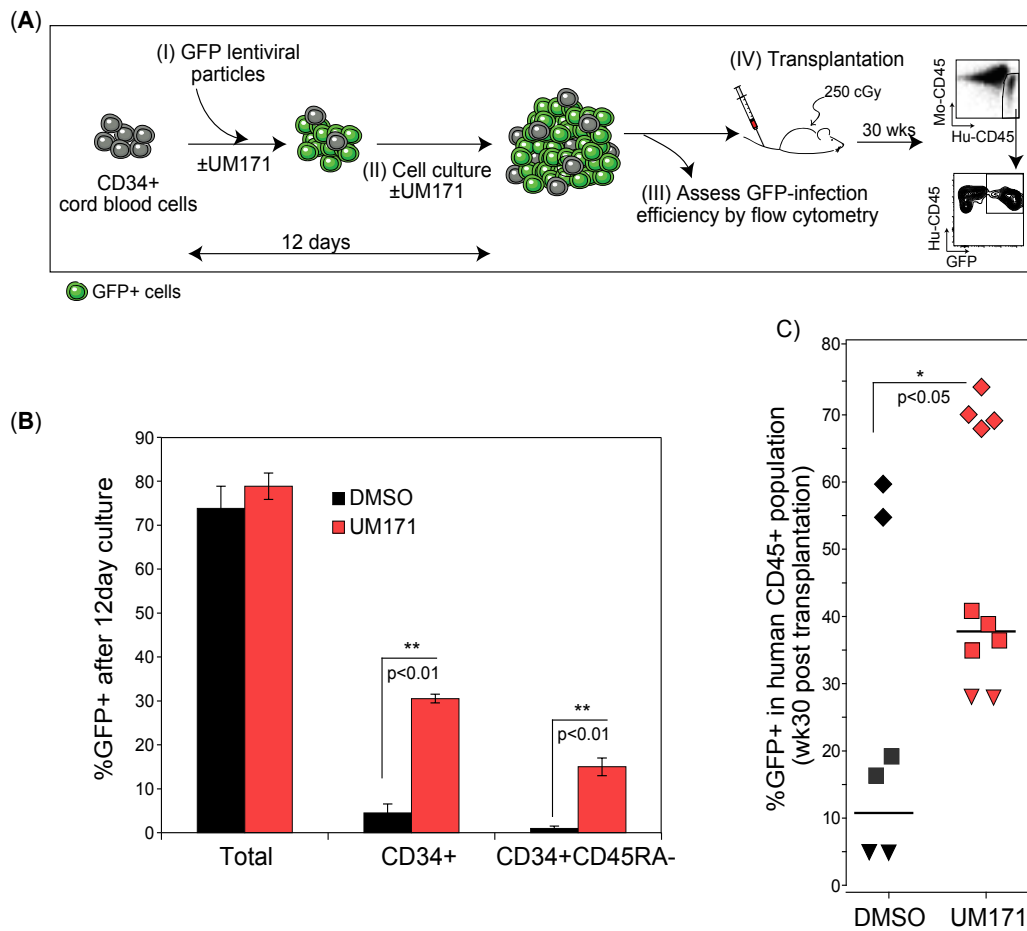 (A)
(I) GFP lentiviral
particles
±UM171
CD34+
cord blood cells
(II) Cell culture
±UM171
12 days
(III) Assess GFP-infection
efficiency by flow cytometry
(IV) Transplantation
250 cGy
30 wks
Mo-CD45
Hu-CD45
Hu-CD45
GFP
GFP+ cells
(B)
%GFP+ after 12day culture
90
80
70
60
50
40
30
20
10
0
DMSO
UM171
**
p<0.01
**
p<0.01
Total
CD34+
CD34+CD45RA-
C)
%GFP+ in human CD45+ population
(wk30 post transplantation)
80
70
60
50
40
30
20
10
0
*
p<0.05
DMSO
UM171